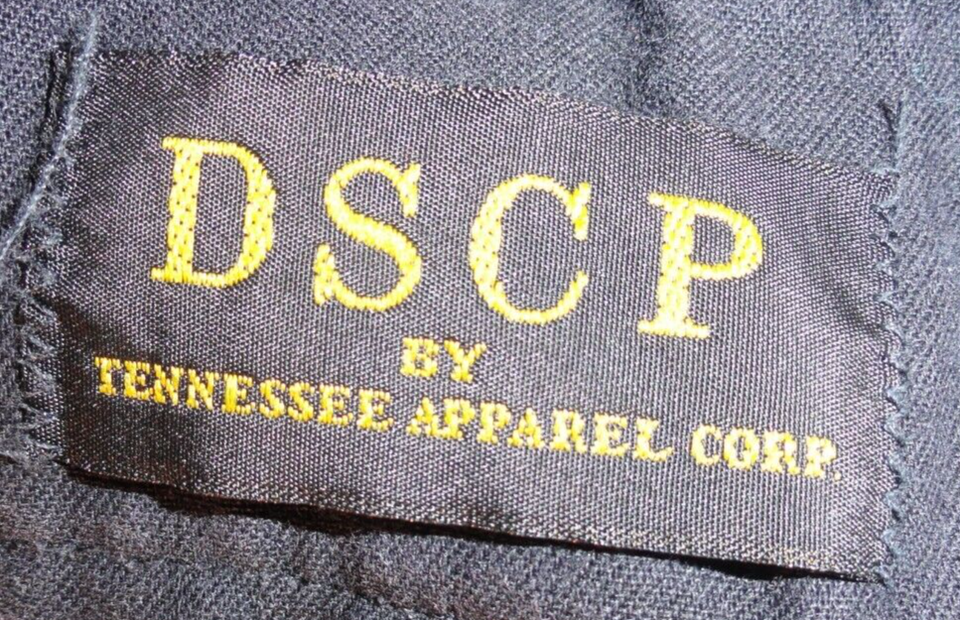 DSCP
BY
TENNESSEE APPAREL CORP.